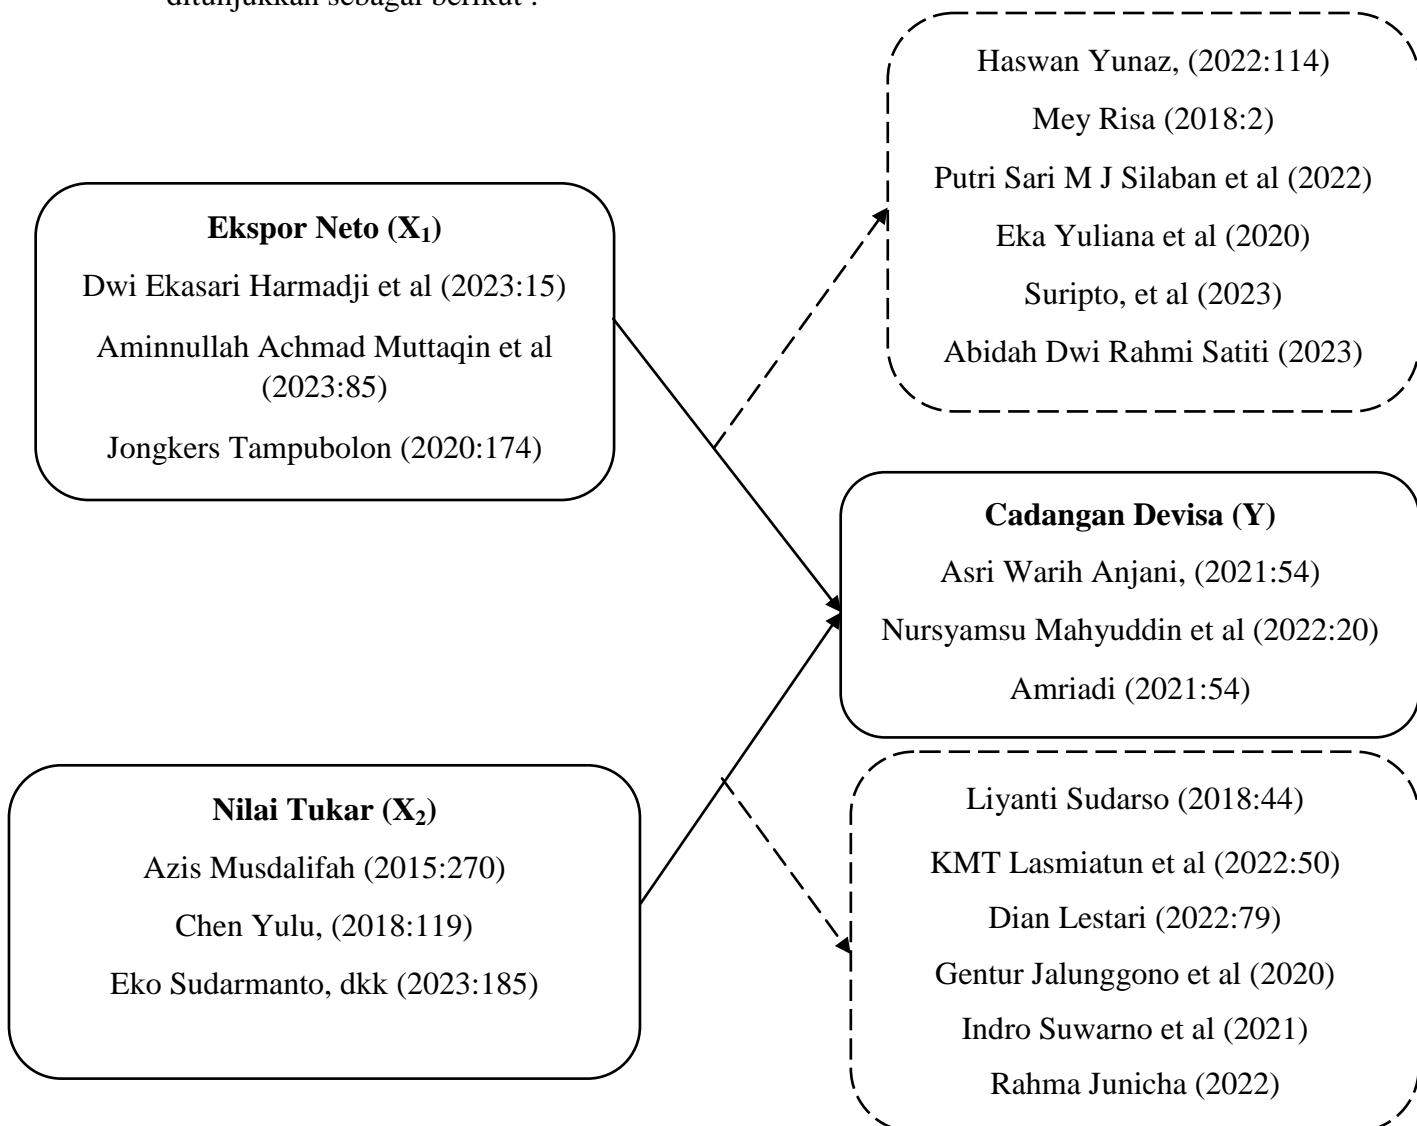 ditunjukkan sebagai berikut :
Haswan Yunaz, (2022:114)
Mey Risa (2018:2)
Putri Sari M J Silaban et al (2022)
Eka Yuliana et al (2020)
Suripto, et al (2023)
Abidah Dwi Rahmi Satiti (2023)
Ekspor Neto (X₁)
Dwi Ekasari Harmadji et al (2023:15)
Aminnullah Achmad Muttaqin et al
(2023:85)
Jongkers Tampubolon (2020:174)
Cadangan Devisa (Y)
Asri Warih Anjani, (2021:54)
Nursyamsu Mahyuddin et al (2022:20)
Amriadi (2021:54)
Nilai Tukar (X₂)
Azis Musdalifah (2015:270)
Chen Yulu, (2018:119)
Eko Sudarmanto, dkk (2023:185)
Liyanti Sudarso (2018:44)
KMT Lasmiatun et al (2022:50)
Dian Lestari (2022:79)
Gentur Jalunggono et al (2020)
Indro Suwarno et al (2021)
Rahma Junicha (2022)